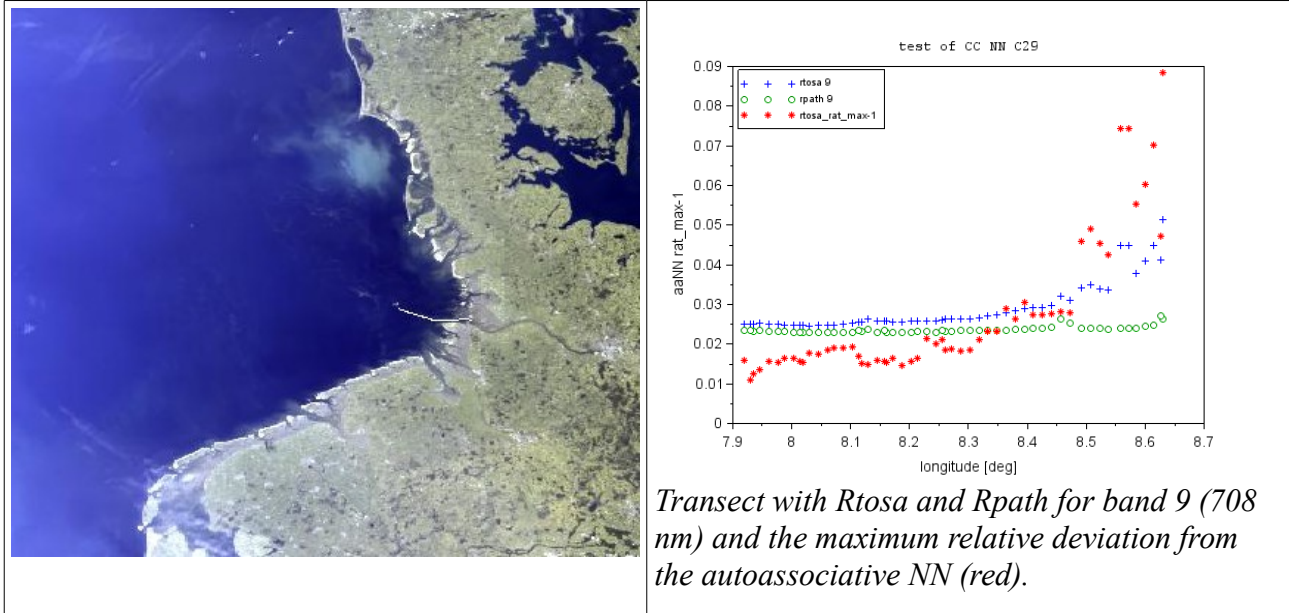 test of CC NN C29
0.09
0.08
0.07
0.06
0.05
0.04
0.03
0.02
0.01
0
aaNN rat_max-1
rtosa 9
rpath 9
rtosa_rat_max-1
7.9 8 8.1 8.2 8.3 8.4 8.5 8.6 8.7
longitude [deg]
Transect with Rtosa and Rpath for band 9 (708
nm) and the maximum relative deviation from
the autoassociative NN (red).